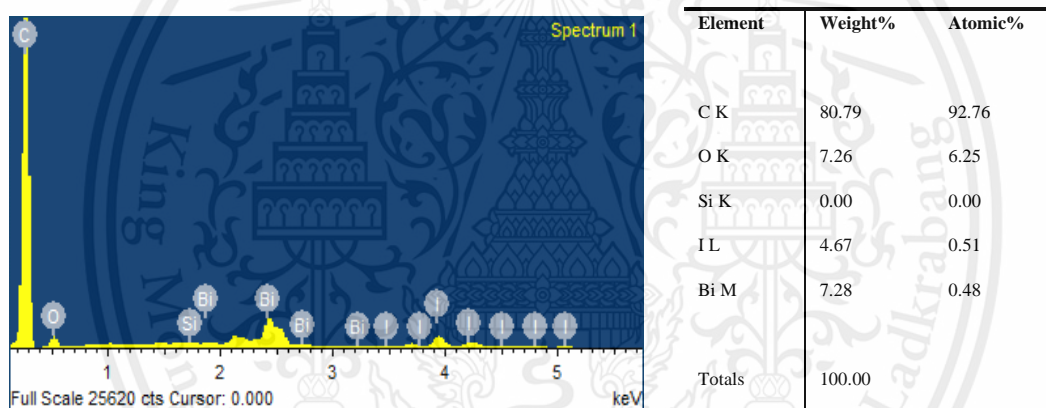 Spectrum 1
C
Bi Bi I
O Si Bi Bi I I I I I I
1 2 3 4 5
Full Scale 25620 cts Cursor: 0.000 keV
Element Weight% Atomic%
C K 80.79 92.76
O K 7.26 6.25
Si K 0.00 0.00
I L 4.67 0.51
Bi M 7.28 0.48
Totals 100.00
King M
Ladkrabang